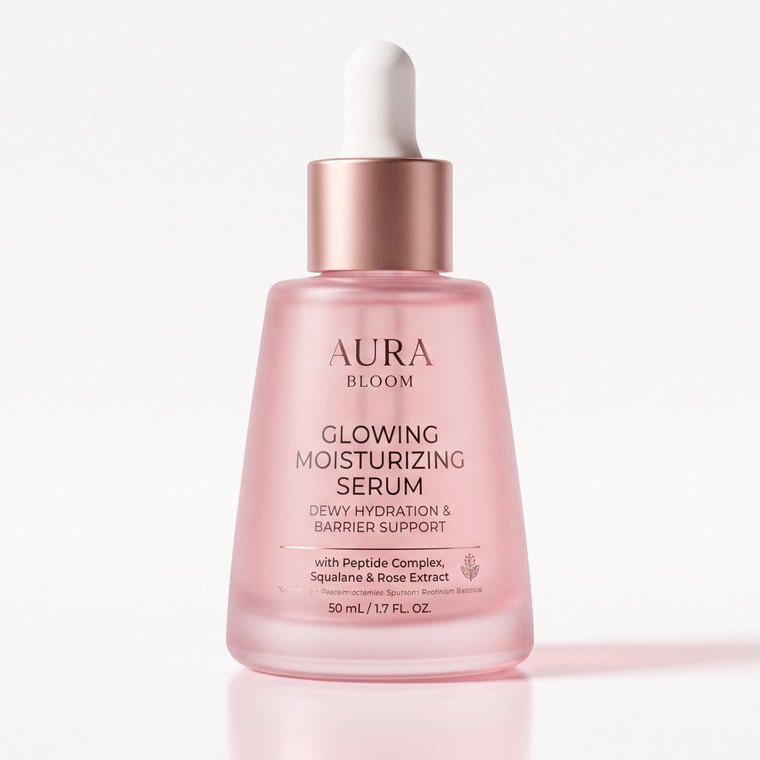 AURA
BLOOM
GLOWING
MOISTURIZING
SERUM
DEWY HYDRATION &
BARRIER SUPPORT
with Peptide Complex,
Squalane & Rose Extract
50 mL / 1.7 FL. OZ.